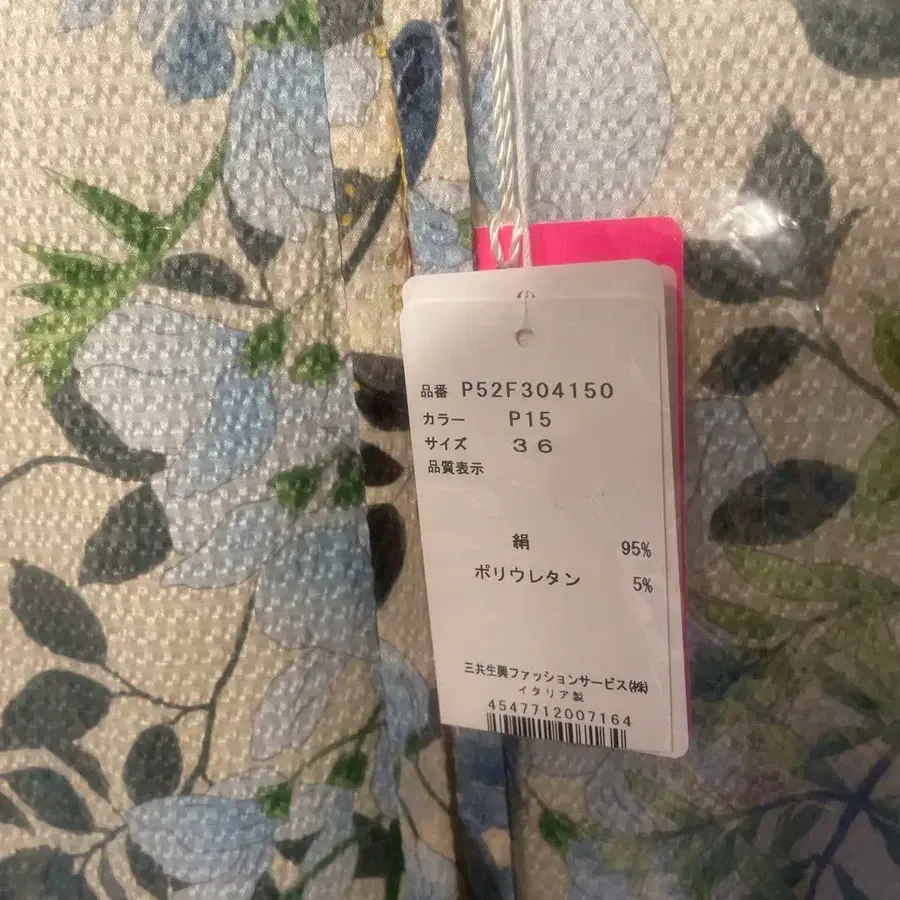 品番 P52F304150
カラー P15
サイズ 36
品質表示
絹 95%
ポリウレタン 5%
三共生興ファッションサービス(株)
イタリア製
4547712007164